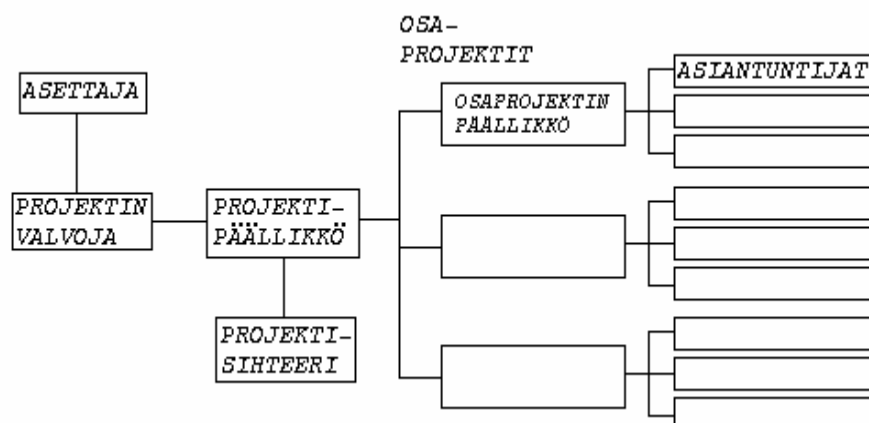 OSA-
PROJEKTIT
ASETTAJA
PROJEKTIN
VALVOJA
PROJEKTI-
PÄÄLLIKKÖ
PROJEKTI-
SIHTEERI
OSAPROJEKTIN
PÄÄLLIKKÖ
ASIANTUNTIJAT